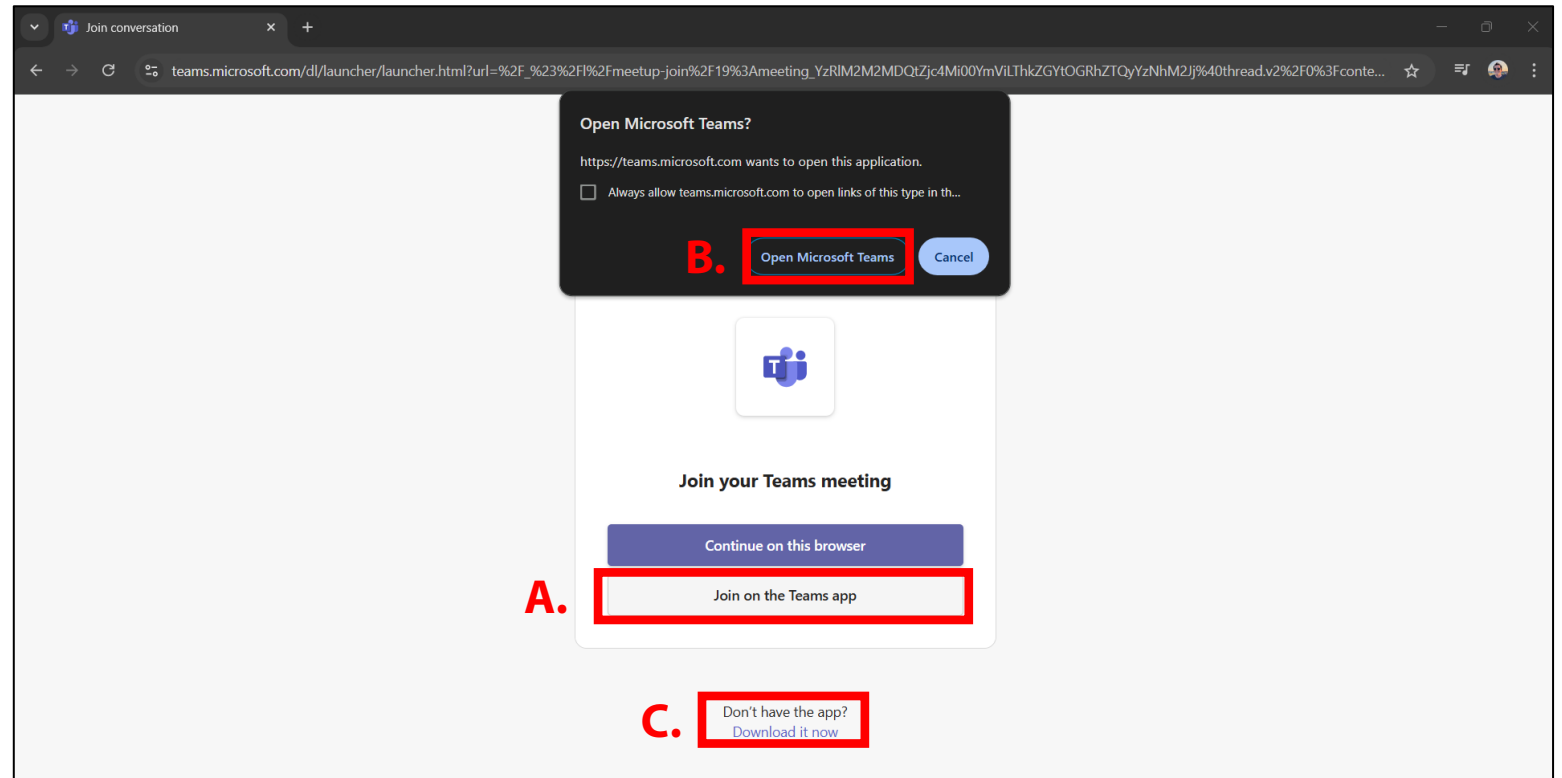 Join conversation
teams.microsoft.com/dl/launcher/launcher.html?url=%2F_%23%2Fl%2Fmeetup-join%2F19%3Ameeting_YzRlM2M2MDQtZjc4Mi00YmViLThkZGYtOGRhZTQyYzNhM2Jj%40thread.v2%2F0%3Fconte...
Open Microsoft Teams?
https://teams.microsoft.com wants to open this application.
Always allow teams.microsoft.com to open links of this type in th...
B.
Open Microsoft Teams
Cancel
T
Join your Teams meeting
Continue on this browser
A.
Join on the Teams app
C.
Don't have the app?
Download it now